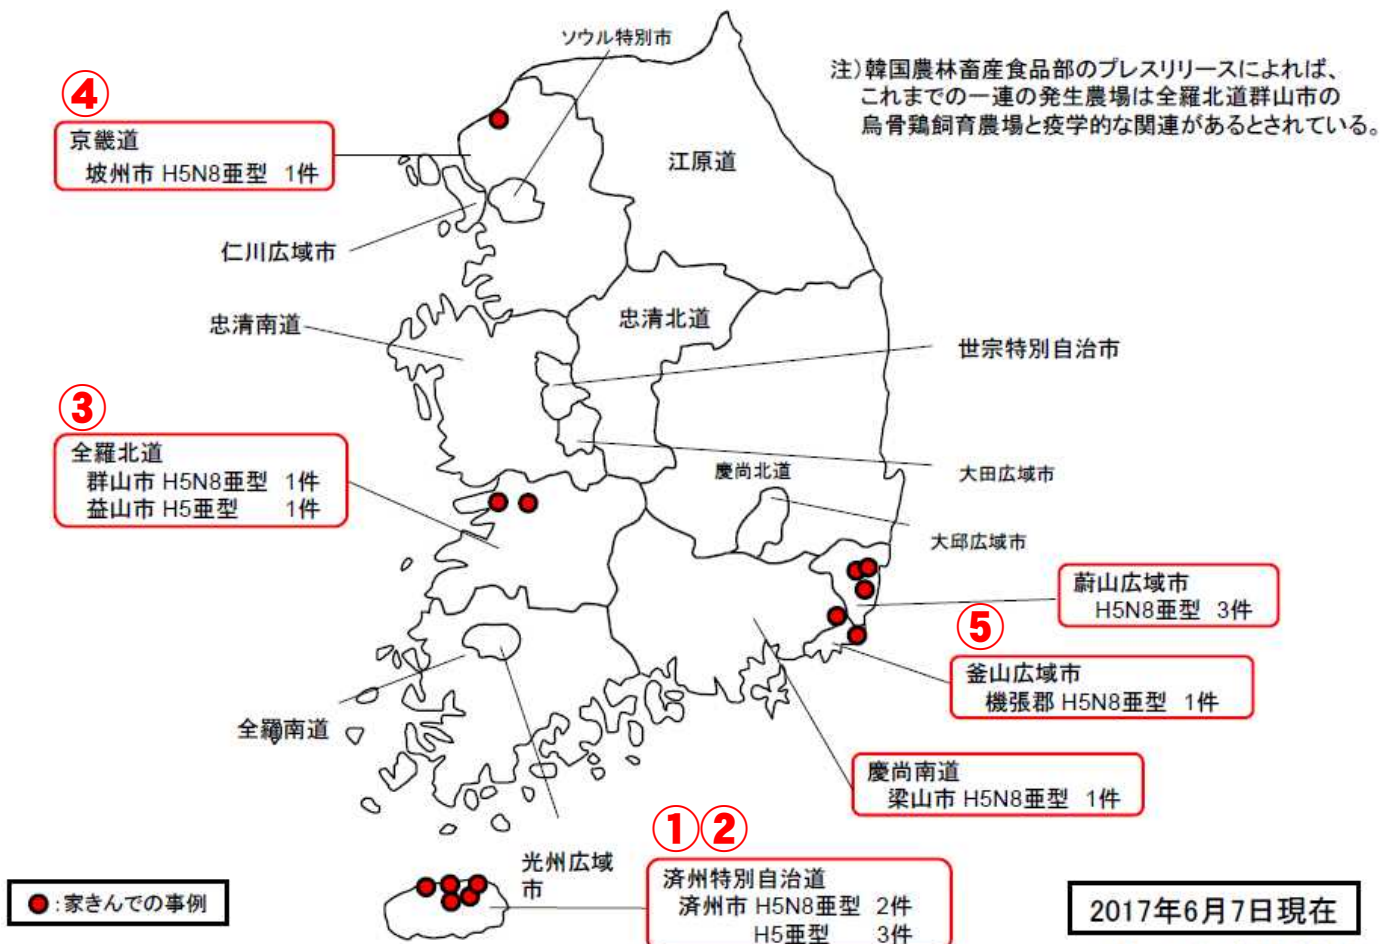 ソウル特別市
注)韓国農林畜産食品部のプレスリリースによれば、
これまでの一連の発生農場は全羅北道群山市の
烏骨鶏飼育農場と疫学的な関連があるとされている。
④
京畿道
坡州市 H5N8亜型 1件
江原道
仁川広域市
忠清南道
忠清北道
世宗特別自治市
③
全羅北道
群山市 H5N8亜型 1件
益山市 H5亜型 1件
慶尚北道
大田広域市
大邱広域市
蔚山広域市
H5N8亜型 3件
⑤
釜山広域市
機張郡 H5N8亜型 1件
全羅南道
慶尚南道
梁山市 H5N8亜型 1件
①②
光州広域
市
済州特別自治道
済州市 H5N8亜型 2件
H5亜型 3件
:家きんでの事例
2017年6月7日現在